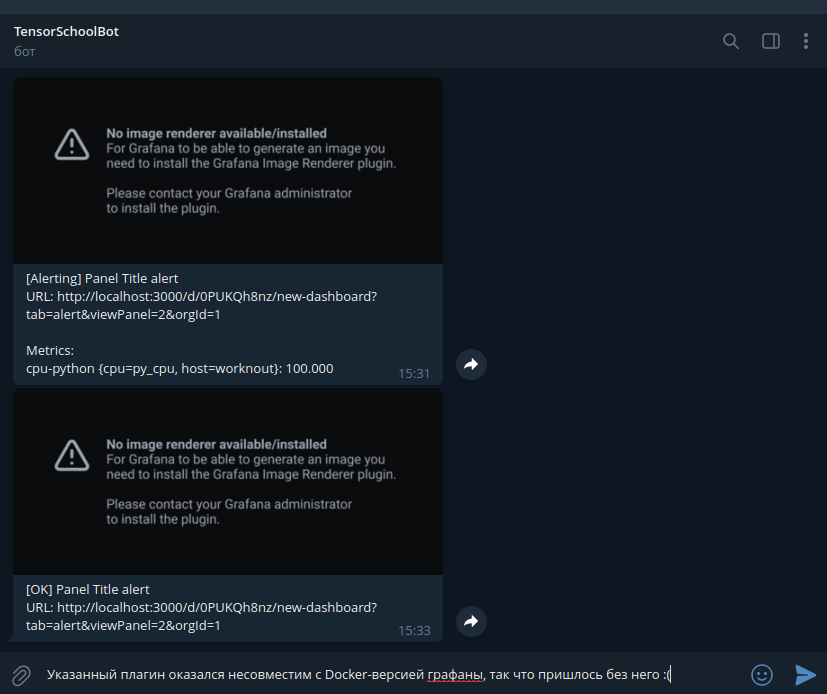 TensorSchoolBot
бот
No image renderer available/installed
For Grafana to be able to generate an image you
need to install the Grafana Image Renderer plugin.
Please contact your Grafana administrator
to install the plugin.
[Alerting] Panel Title alert
URL: http://localhost:3000/d/0PUKQh8nz/new-dashboard?
tab=alert&viewPanel=2&orgId=1
Metrics:
cpu-python {cpu=py_cpu, host=worknout}: 100.000
15:31
No image renderer available/installed
For Grafana to be able to generate an image you
need to install the Grafana Image Renderer plugin.
Please contact your Grafana administrator
to install the plugin.
[OK] Panel Title alert
URL: http://localhost:3000/d/0PUKQh8nz/new-dashboard?
tab=alert&viewPanel=2&orgId=1
15:33
Указанный плагин оказался несовместим с Docker-версией графаны, так что пришлось без него :(